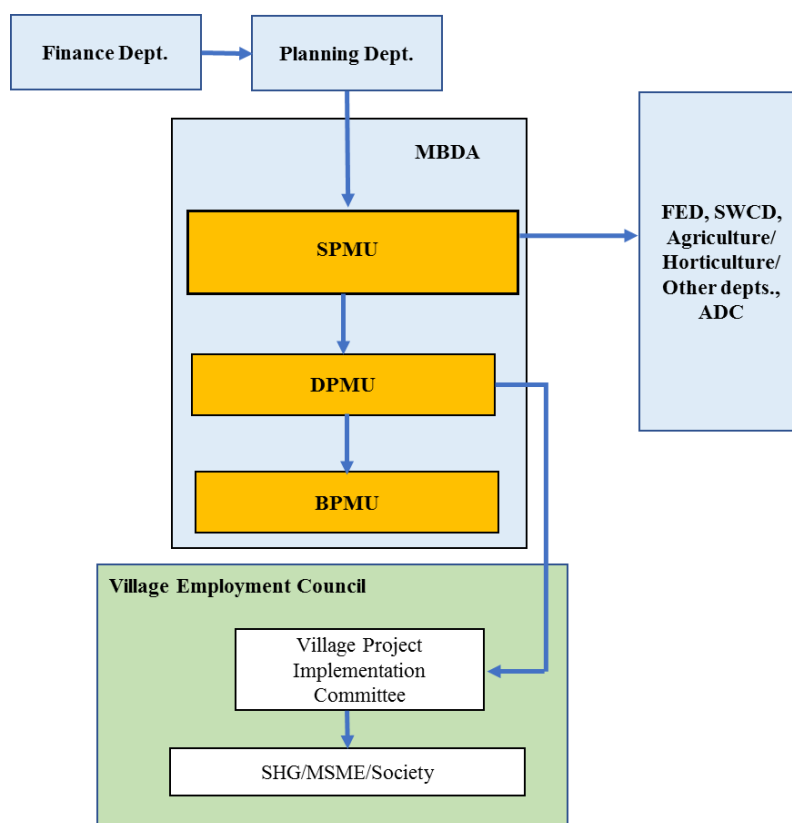 Finance Dept.
Planning Dept.
MBDA
SPMU
FED, SWCD,
Agriculture/
Horticulture/
Other depts.,
ADC
DPMU
BPMU
Village Employment Council
Village Project
Implementation
Committee
SHG/MSME/Society